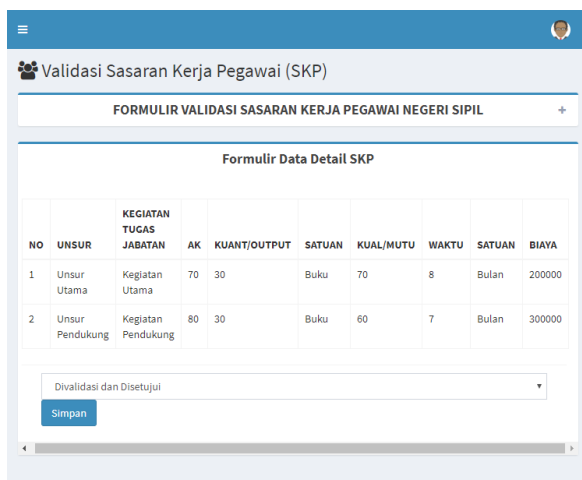 Validasi Sasaran Kerja Pegawai (SKP)
FORMULIR VALIDASI SASARAN KERJA PEGAWAI NEGERI SIPIL
Formulir Data Detail SKP
NO UNSUR KEGIATAN TUGAS JABATAN AK KUANT/OUTPUT SATUAN KUAL/MUTU WAKTU SATUAN BIAYA
1 Unsur Utama Kegiatan Utama 70 30 Buku 70 8 Bulan 200000
2 Unsur Pendukung Kegiatan Pendukung 80 30 Buku 60 7 Bulan 300000
Divalidasi dan Disetujui
Simpan